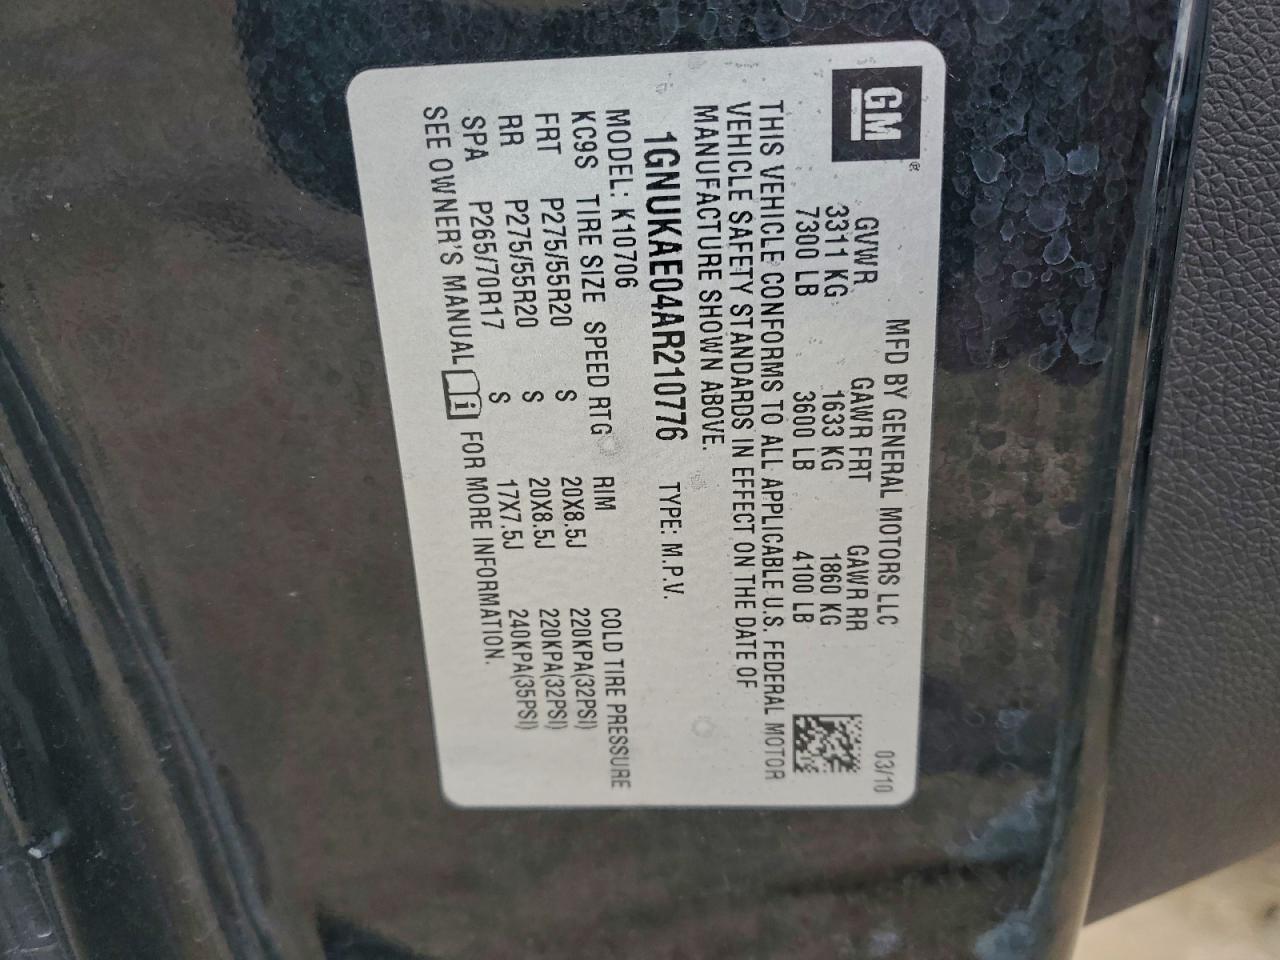 GM®
MFD BY GENERAL MOTORS LLC 03/10
GVWR GAWR FRT GAWR RR
3311 KG 1633 KG 1860 KG
7300 LB 3600 LB 4100 LB
THIS VEHICLE CONFORMS TO ALL APPLICABLE U.S. FEDERAL MOTOR
VEHICLE SAFETY STANDARDS IN EFFECT ON THE DATE OF
MANUFACTURE SHOWN ABOVE.
1GNUKAE04AR210776 TYPE: M.P.V.
MODEL: K10706
KC9S TIRE SIZE SPEED RTG RIM COLD TIRE PRESSURE
FRT P275/55R20 S 20X8.5J 220KPA(32PSI)
RR P275/55R20 S 20X8.5J 220KPA(32PSI)
SPA P265/70R17 S 17X7.5J 240KPA(35PSI)
SEE OWNER'S MANUAL i FOR MORE INFORMATION.